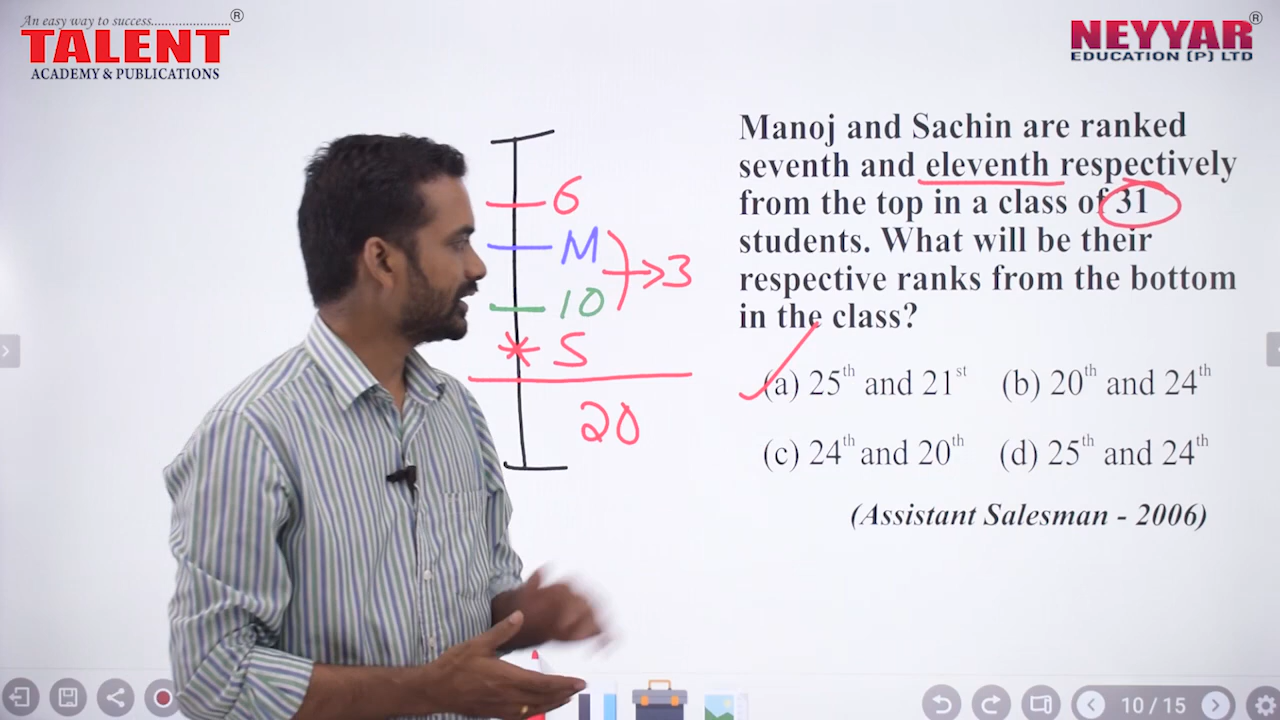 An easy way to success........................®
TALENT
ACADEMY & PUBLICATIONS
NEYYAR®
EDUCATION (P) LTD
6
M
10
3
S
20
Manoj and Sachin are ranked
seventh and eleventh respectively
from the top in a class of 31
students. What will be their
respective ranks from the bottom
in the class?
(a) 25th and 21st (b) 20th and 24th
(c) 24th and 20th (d) 25th and 24th
(Assistant Salesman - 2006)
10 / 15